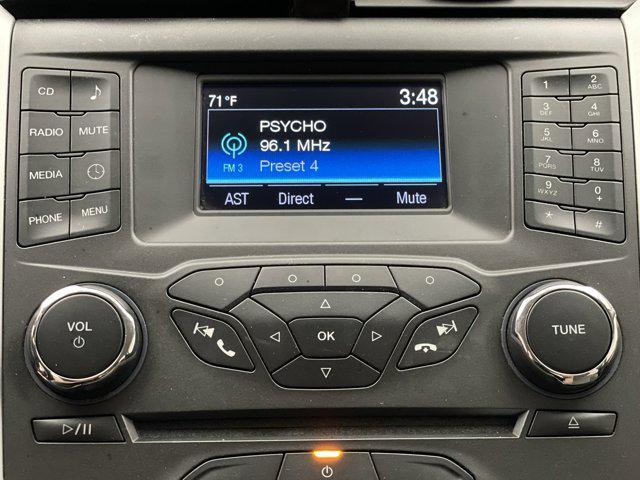 71°F 3:48
PSYCHO
96.1 MHz
FM 3 Preset 4
AST Direct — Mute
CD
RADIO MUTE
MEDIA
PHONE MENU
1 2 ABC
3 DEF 4 GHI
5 JKL 6 MNO
7 PQRS 8 TUV
9 WXYZ 0 +
* #
VOL
OK
TUNE